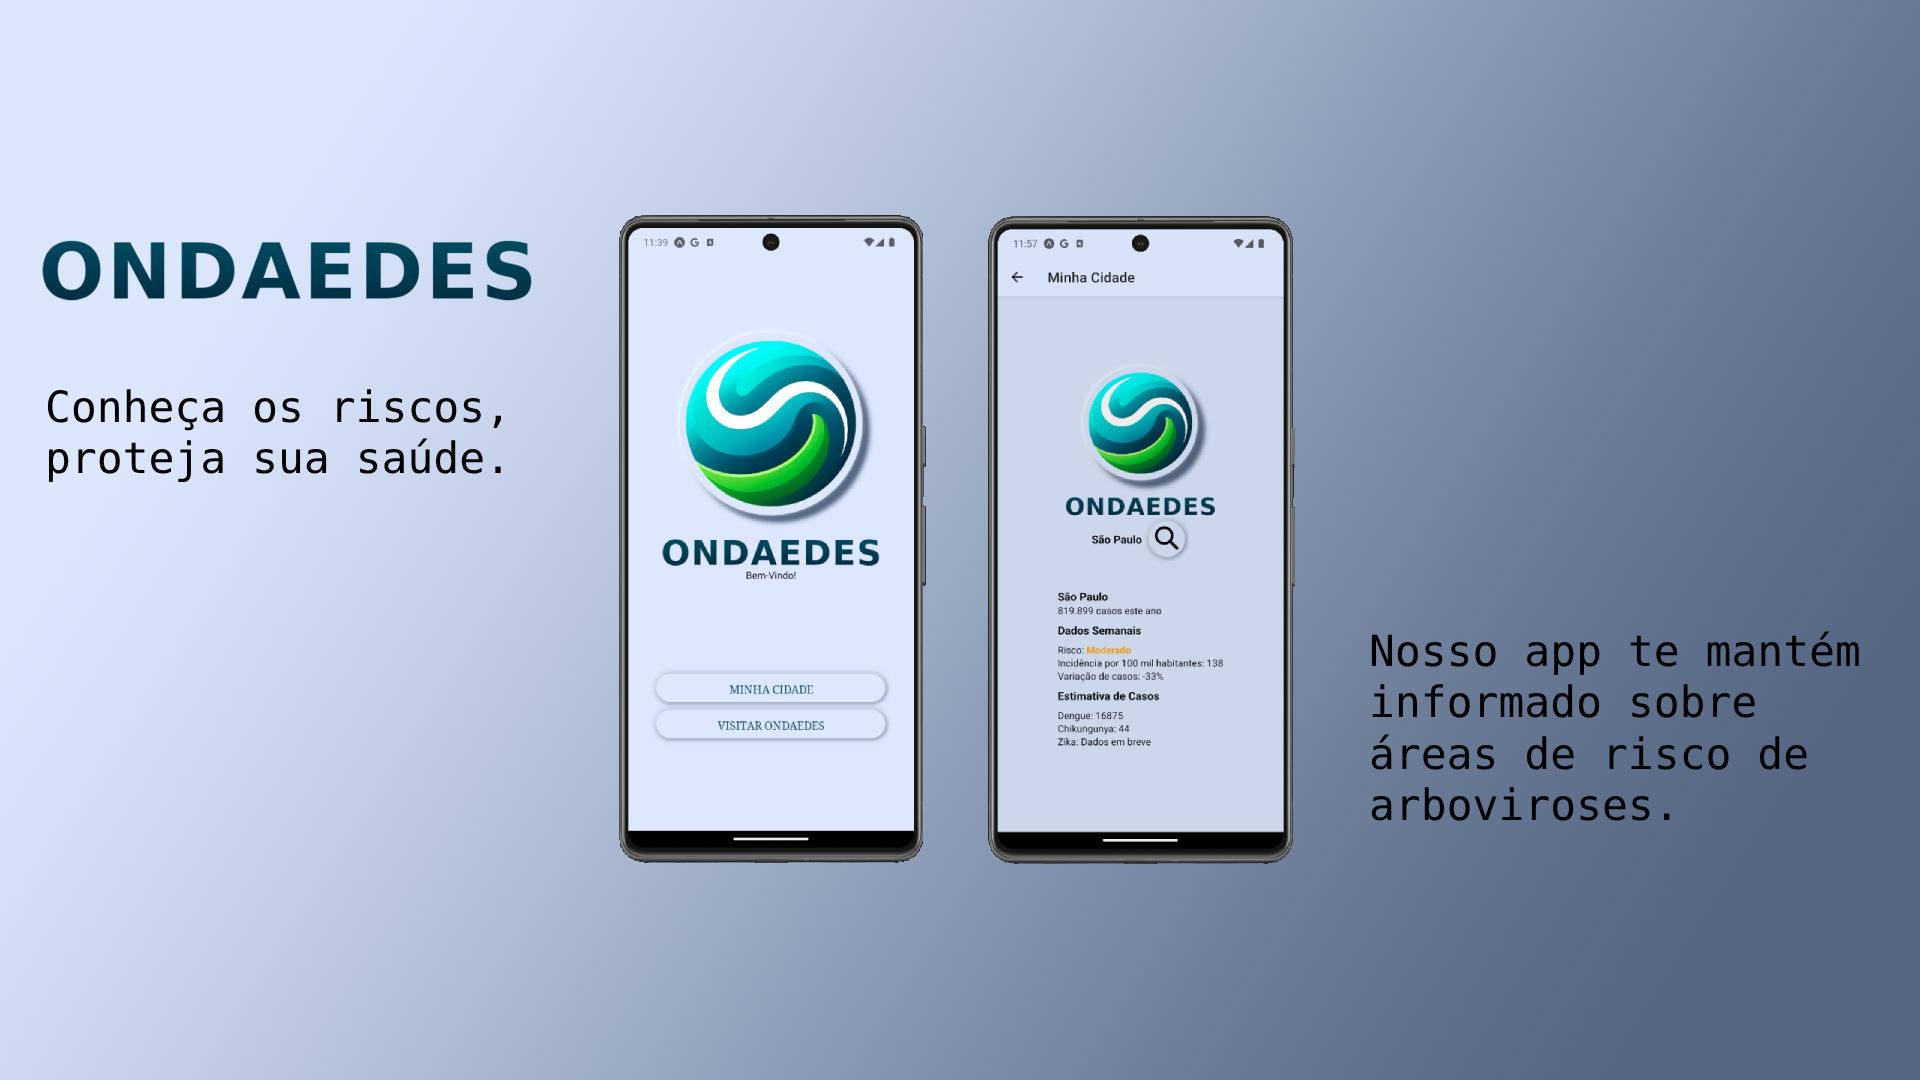 ONDAEDES
Conheça os riscos,
proteja sua saúde.
11:39
ONDAEDES
Bem-Vindo!
MINHA CIDADE
VISITAR ONDAEDES
11:57
Minha Cidade
ONDAEDES
São Paulo
São Paulo
819.899 casos este ano
Dados Semanais
Risco: Moderado
Incidência por 100 mil habitantes: 138
Variação de casos: -33%
Estimativa de Casos
Dengue: 16875
Chikungunya: 44
Zika: Dados em breve
Nosso app te mantém
informado sobre
áreas de risco de
arboviroses.